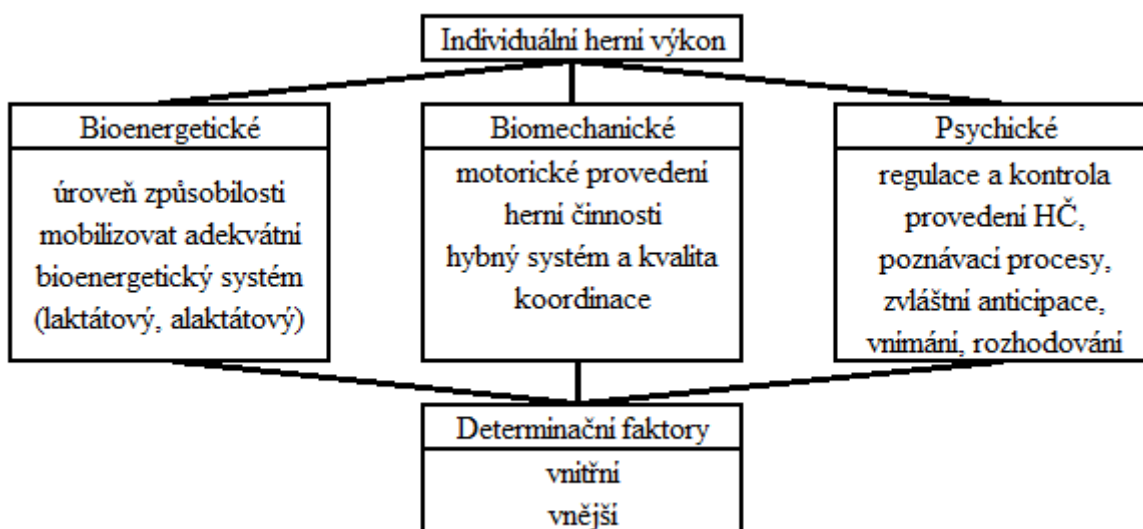 Individuální herní výkon
Bioenergetické
úroveň způsobilosti
mobilizovat adekvátní
bioenergetický systém
(laktátový, alaktátový)
Biomechanické
motorické provedení
herní činnosti
hybný systém a kvalita
koordinace
Psychické
regulace a kontrola
provedení HČ,
poznávací procesy,
zvláštní anticipace,
vnímání, rozhodování
Determinační faktory
vnitřní
vnější